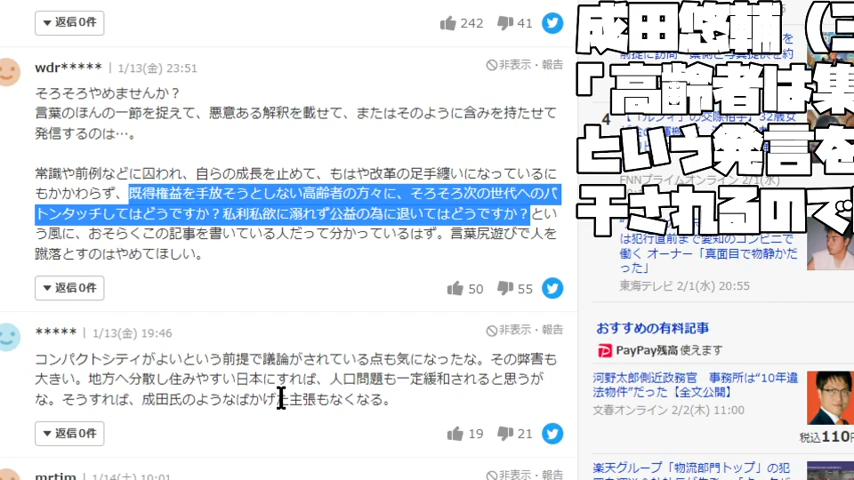 返信0件
242 41
wdr***** | 1/13(金) 23:51
非表示・報告
そろそろやめませんか？
言葉のほんの一節を捉えて、悪意ある解釈を載せて、またはそのように含みを持たせて
発信するのは…。
常識や前例などに囚われ、自らの成長を止めて、もはや改革の足手纏いになっているに
もかかわらず、既得権益を手放そうとしない高齢者の方々に、そろそろ次の世代へのバ
トンタッチしてはどうですか？私利私欲に溺れず公益の為に退いてはどうですか？とい
う風に、おそらくこの記事を書いている人だって分かっているはず。言葉尻遊びで人を
蹴落とすのはやめてほしい。
返信0件
50 55
***** | 1/13(金) 19:46
非表示・報告
コンパクトシティがよいという前提で議論がされている点も気になったな。その弊害も
大きい。地方へ分散し住みやすい日本にすれば、人口問題も一定緩和されると思うが
な。そうすれば、成田氏のようなばかげた主張もなくなる。
返信0件
19 21
mrtim
1/14(土) 10:01
非表示・報告
成田悠輔（三
「高齢者は集
という発言を
干されるので
4
FNNプライムオンライン 2/1(水)
は犯行直前まで愛知のコンビニで
働く オーナー「真面目で物静かだ
った」
東海テレビ 2/1(水) 20:55
おすすめの有料記事
PayPay残高使えます
河野太郎側近政務官 事務所は“10年違
法物件”だった【全文公開】
文春オンライン 2/2(木) 11:00
税込110
楽天グループ「物流部門トップ」の犯